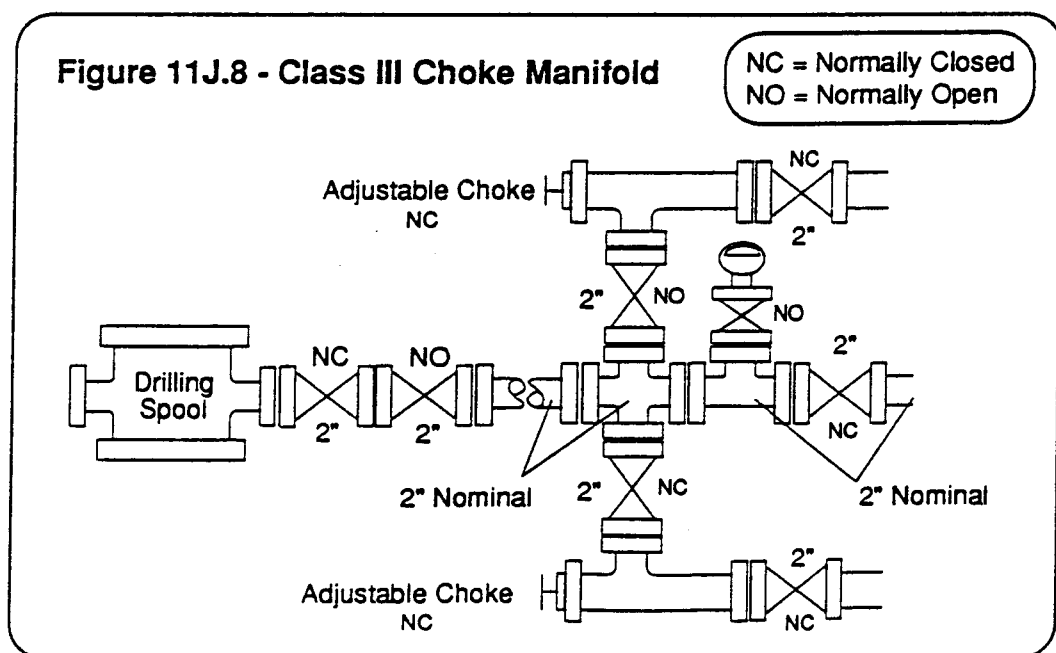 Figure 11J.8 - Class III Choke Manifold
NC = Normally Closed
NO = Normally Open
Adjustable Choke
NC
NC
2"
2"
NO
NO
2"
NC
Drilling
Spool
NC
2"
NO
2"
2" Nominal
2" Nominal
2"
NC
Adjustable Choke
NC
2"
NC